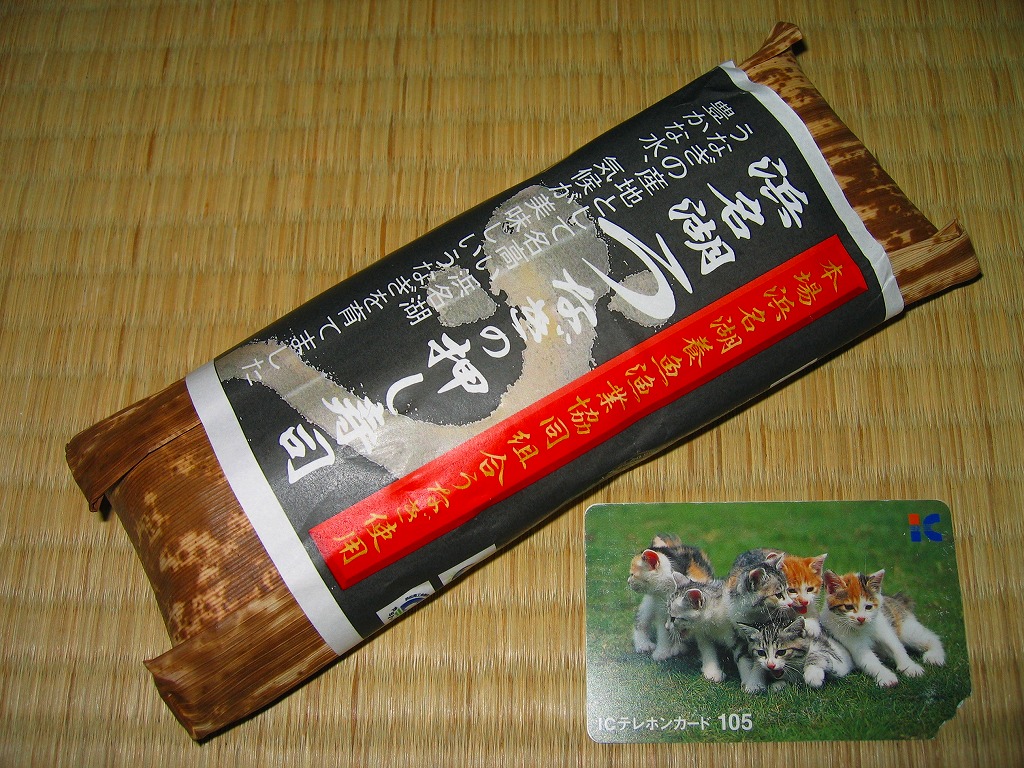 本場浜名湖養魚漁業協同組合うなぎ使用
浜名湖
うなぎの押し寿司
うなぎの産地として名高い浜名湖
豊かな水、気候が美味しいうなぎを育てました
ICテレホンカード 105